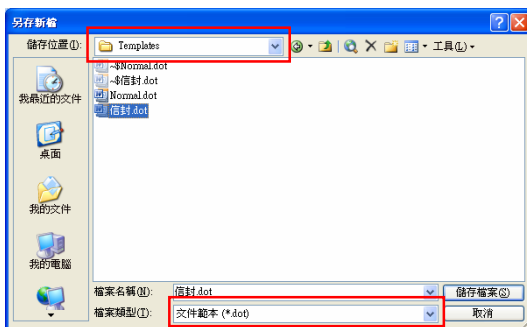 另存新檔
儲存位置(I):
Templates
工具(L)
~$Normal.dot
~$信封.dot
Normal.dot
信封.dot
我最近的文件
桌面
我的文件
我的電腦
檔案名稱(N):
信封.dot
儲存檔案(S)
檔案類型(T):
文件範本 (*.dot)
取消